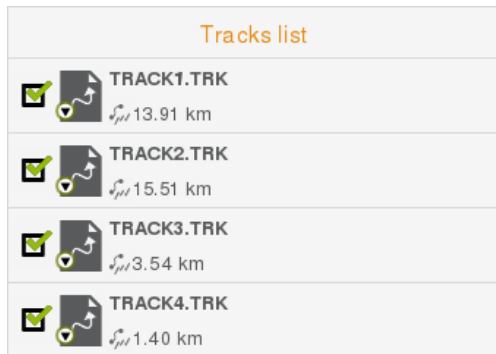 Tracks list
TRACK1.TRK
13.91 km
TRACK2.TRK
15.51 km
TRACK3.TRK
3.54 km
TRACK4.TRK
1.40 km